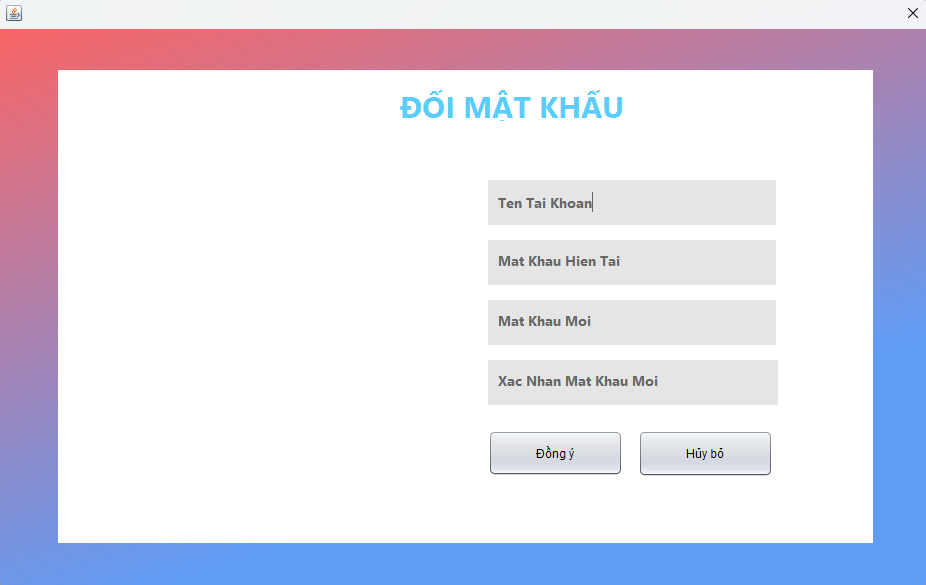 ĐỐI MẬT KHẨU
Ten Tai Khoan
Mat Khau Hien Tai
Mat Khau Moi
Xac Nhan Mat Khau Moi
Đồng ý
Hủy bỏ